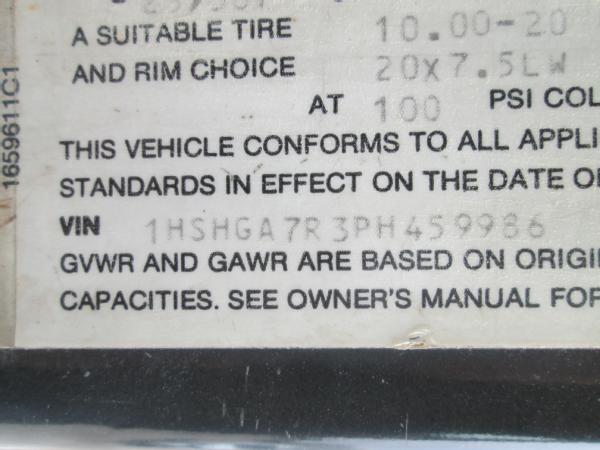 A SUITABLE TIRE 10.00-20
AND RIM CHOICE 20x7.5LW
AT 100 PSI COL
THIS VEHICLE CONFORMS TO ALL APPLI
STANDARDS IN EFFECT ON THE DATE O
VIN 1HSHGA7R3PH459986
GVWR AND GAWR ARE BASED ON ORIGI
CAPACITIES. SEE OWNER'S MANUAL FOR
1659611C1